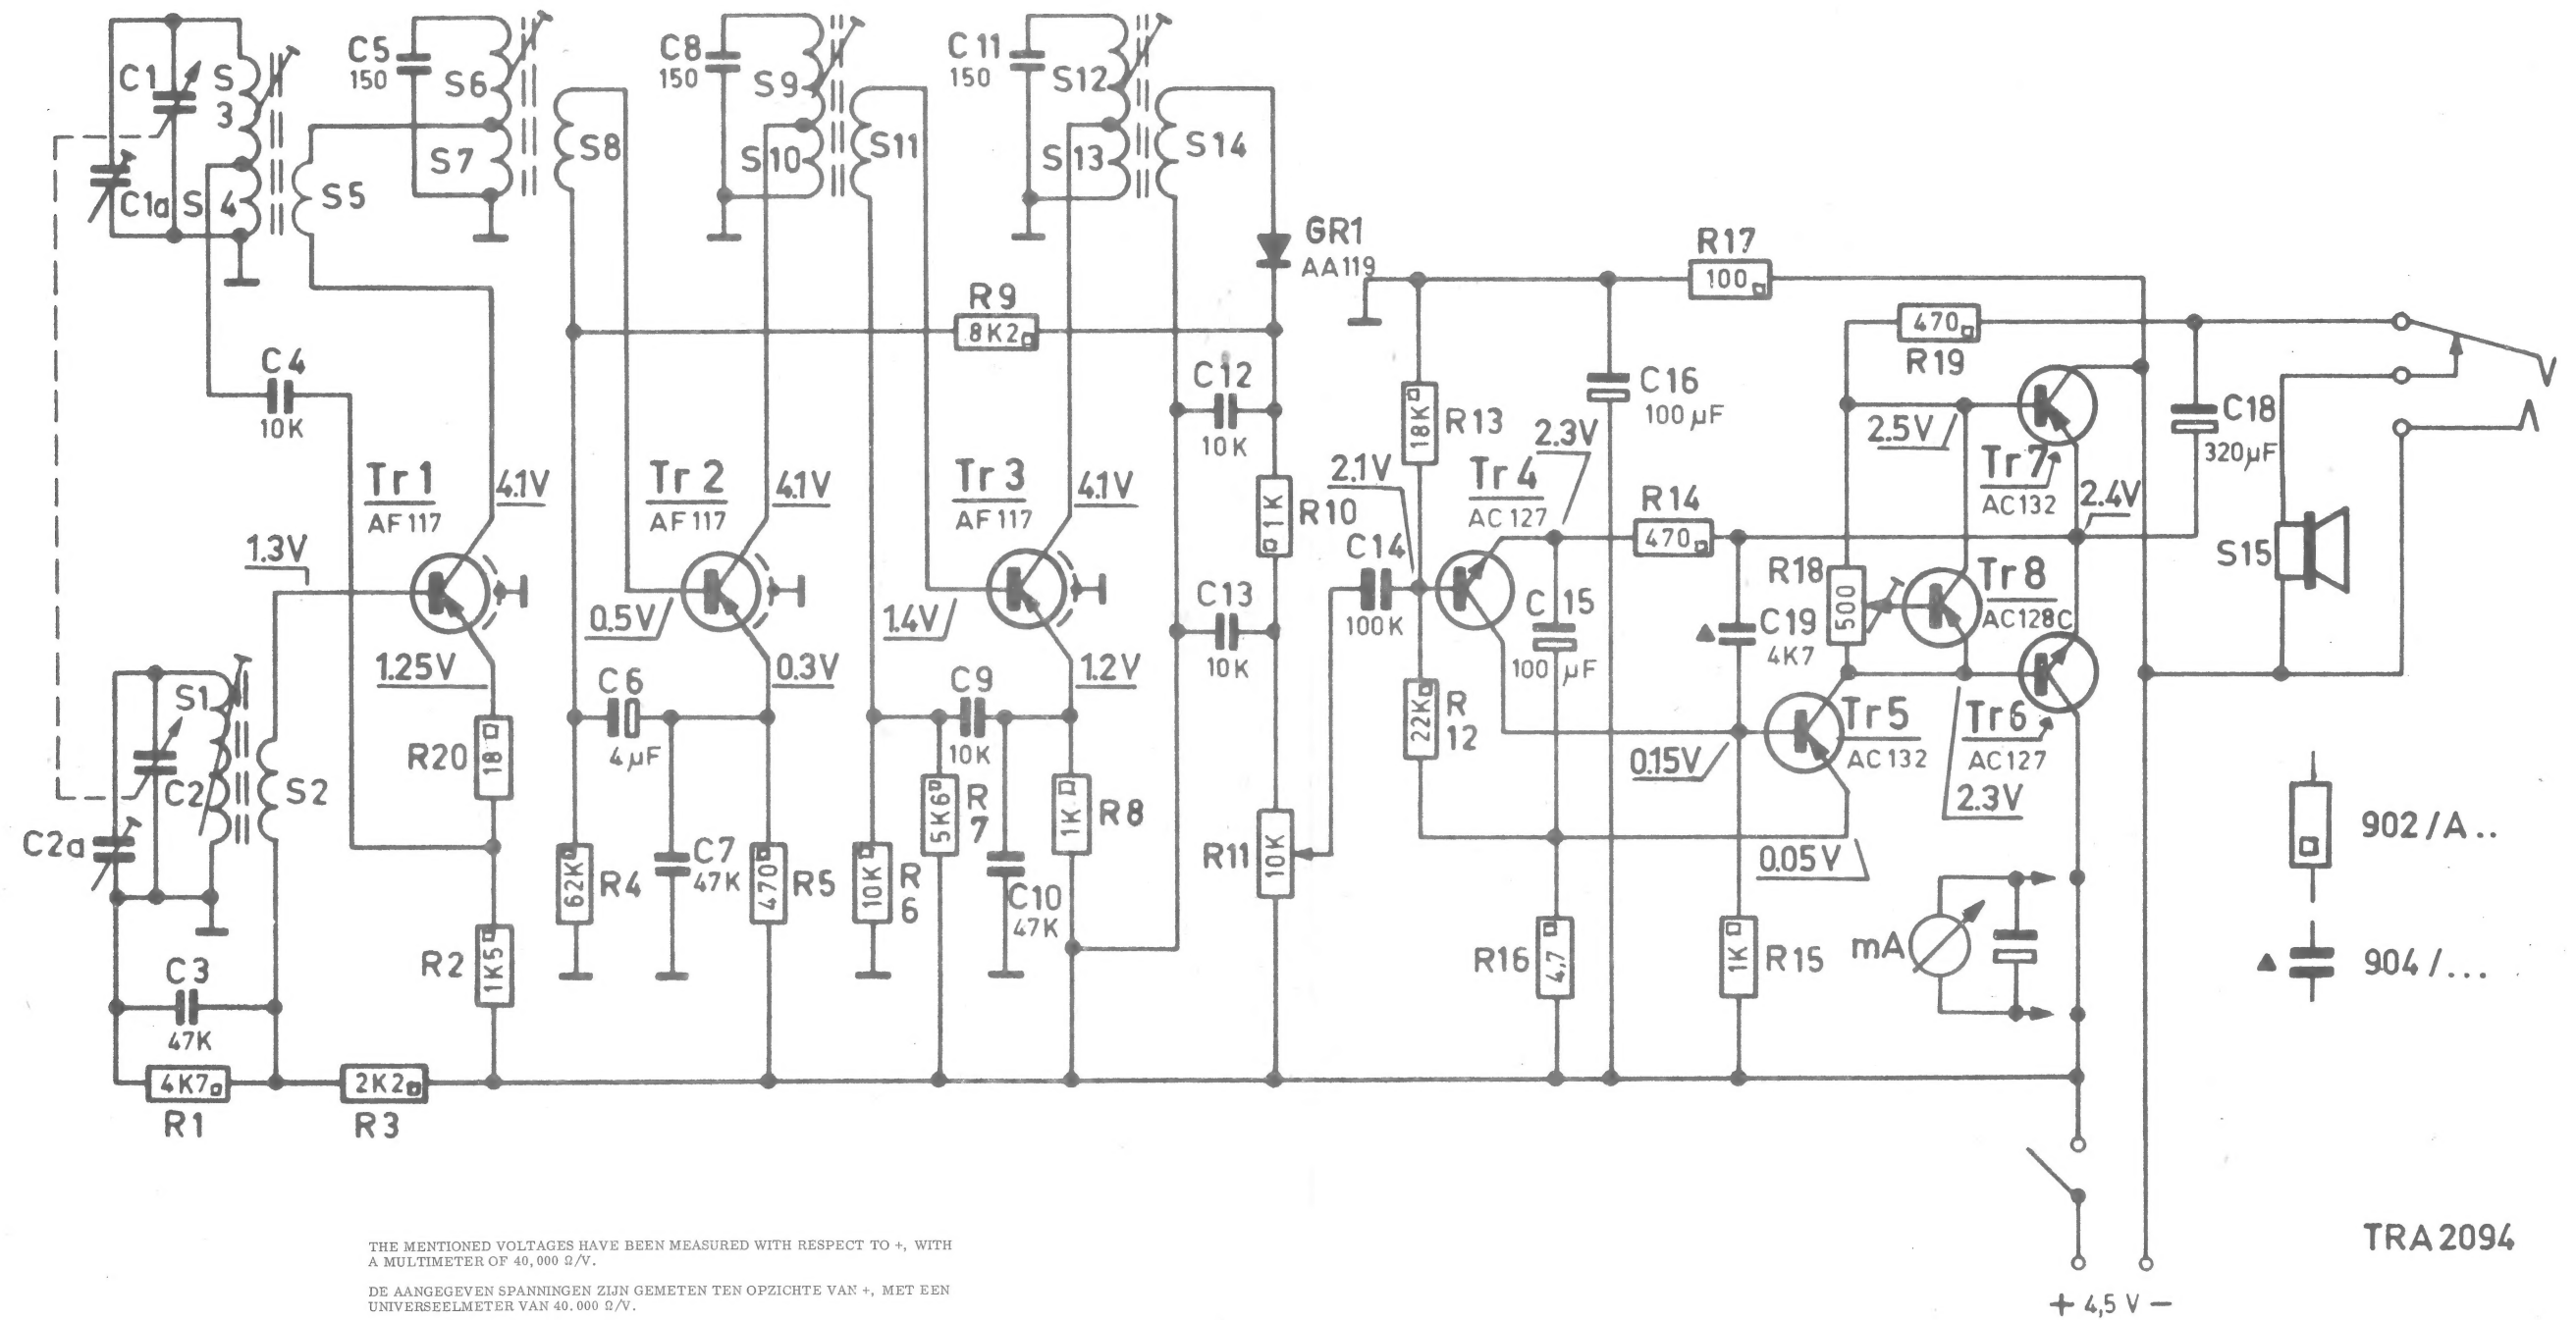 C1
C1a
S
3
S
4
S5
C5
150
S6
S7
S8
C8
150
S9
S10
S11
C11
150
S12
S13
S14
GR1
AA119
R9
8K2
R17
100
470
R19
C4
10K
C12
10K
18K
R13
C16
100 µF
2.5V
Tr7
AC132
C18
320µF
V
Λ
Tr1
AF117
4.1V
Tr2
AF117
4.1V
Tr3
AF117
4.1V
1K
R10
2.1V
2.3V
Tr4
AC127
R14
470
2.4V
S15
1.3V
1.25V
0.5V
0.3V
1.4V
1.2V
C13
10K
C14
100K
C15
100 µF
C19
4K7
R18
500
Tr8
AC128C
S1
C2
S2
C2a
R20
18
C6
4µF
C9
10K
5K6
R
7
1K
R8
22K
R
12
0.15V
Tr5
AC132
Tr6
AC127
2.3V
0.05V
62K
R4
C7
47K
470
R5
10K
R
6
C10
47K
R11
10K
902/A..
C3
47K
R2
1K5
R16
4,7
1K
R15
mA
904/...
4K7
R1
2K2
R3
TRA2094
+ 4,5 V −
THE MENTIONED VOLTAGES HAVE BEEN MEASURED WITH RESPECT TO +, WITH
A MULTIMETER OF 40,000 Ω/V.
DE AANGEGEVEN SPANNINGEN ZIJN GEMETEN TEN OPZICHTE VAN +, MET EEN
UNIVERSEELMETER VAN 40.000 Ω/V.